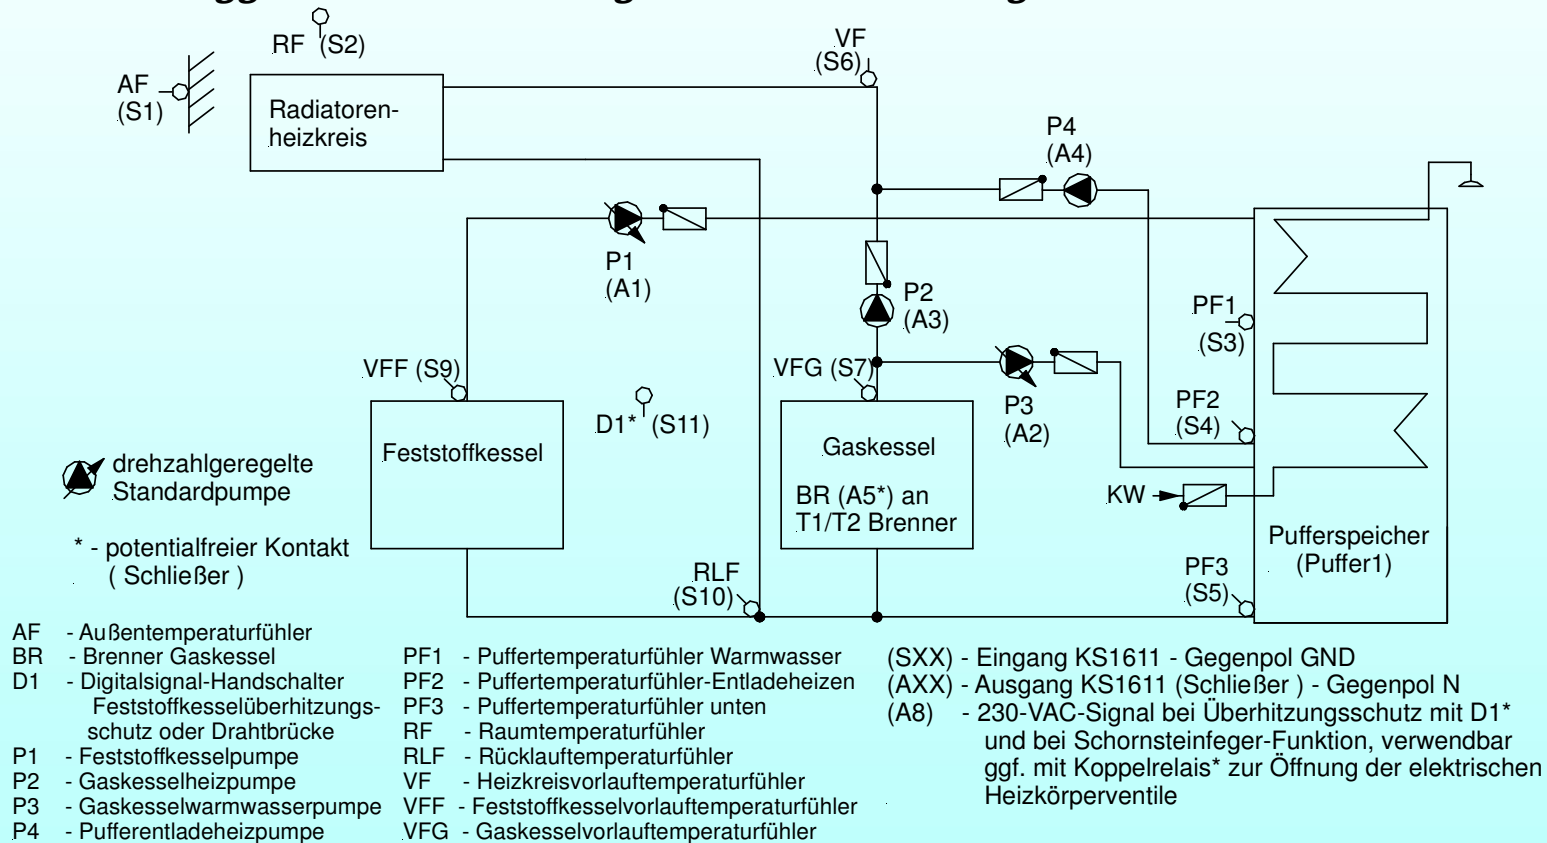 RF (S2)
AF
(S1)
Radiatoren-
heizkreis
VF
(S6)
P4
(A4)
P1
(A1)
P2
(A3)
PF1
(S3)
VFF (S9)
D1* (S11)
VFG (S7)
P3
(A2)
PF2
(S4)
Feststoffkessel
Gaskessel
BR (A5*) an
T1/T2 Brenner
KW
drehzahlgeregelte
Standardpumpe
* - potentialfreier Kontakt
( Schließer )
RLF
(S10)
PF3
(S5)
Pufferspeicher
(Puffer1)
AF - Außentemperaturfühler
BR - Brenner Gaskessel
D1 - Digitalsignal-Handschalter
Feststoffkesselüberhitzungs-
schutz oder Drahtbrücke
P1 - Feststoffkesselpumpe
P2 - Gaskesselheizpumpe
P3 - Gaskesselwarmwasserpumpe
P4 - Pufferentladeheizpumpe
PF1 - Puffertemperaturfühler Warmwasser
PF2 - Puffertemperaturfühler-Entladeheizen
PF3 - Puffertemperaturfühler unten
RF - Raumtemperaturfühler
RLF - Rücklauftemperaturfühler
VF - Heizkreisvorlauftemperaturfühler
VFF - Feststoffkesselvorlauftemperaturfühler
VFG - Gaskesselvorlauftemperaturfühler
(SXX) - Eingang KS1611 - Gegenpol GND
(AXX) - Ausgang KS1611 (Schließer ) - Gegenpol N
(A8) - 230-VAC-Signal bei Überhitzungsschutz mit D1*
und bei Schornsteinfeger-Funktion, verwendbar
ggf. mit Koppelrelais* zur Öffnung der elektrischen
Heizkörperventile